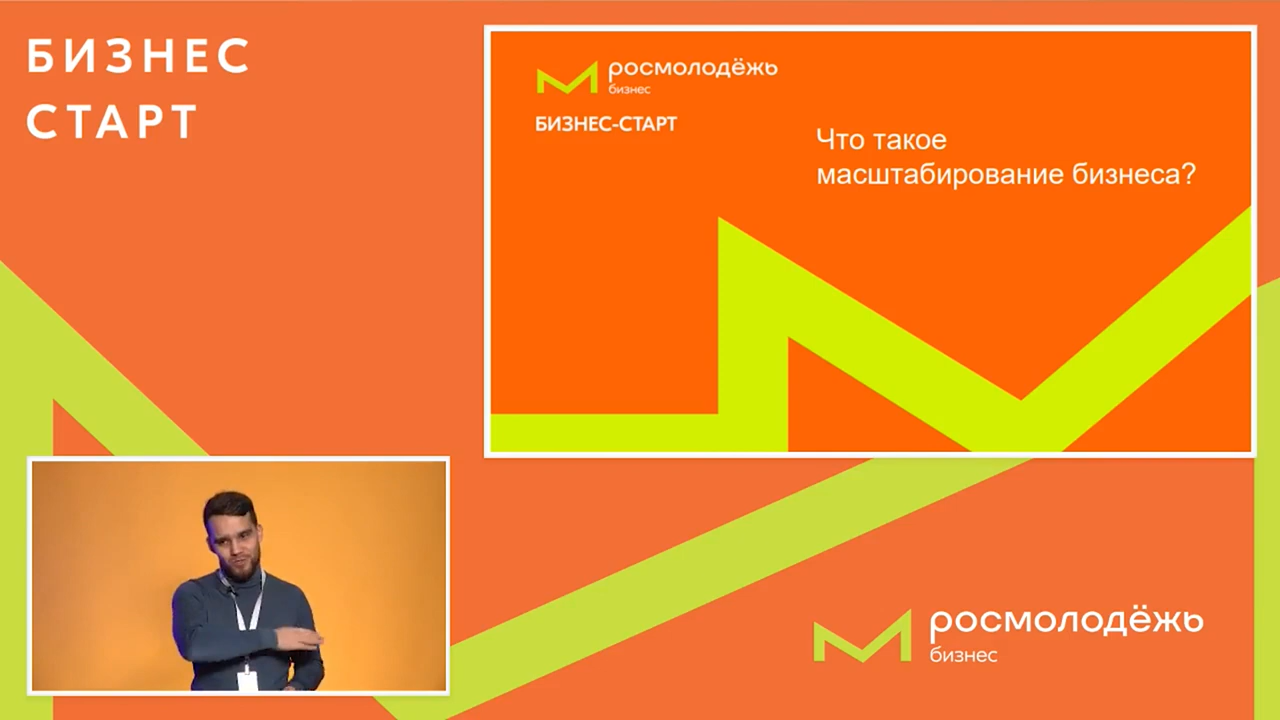 БИЗНЕС
СТАРТ
росмолодёжь
бизнес
БИЗНЕС-СТАРТ
Что такое
масштабирование бизнеса?
росмолодёжь
бизнес